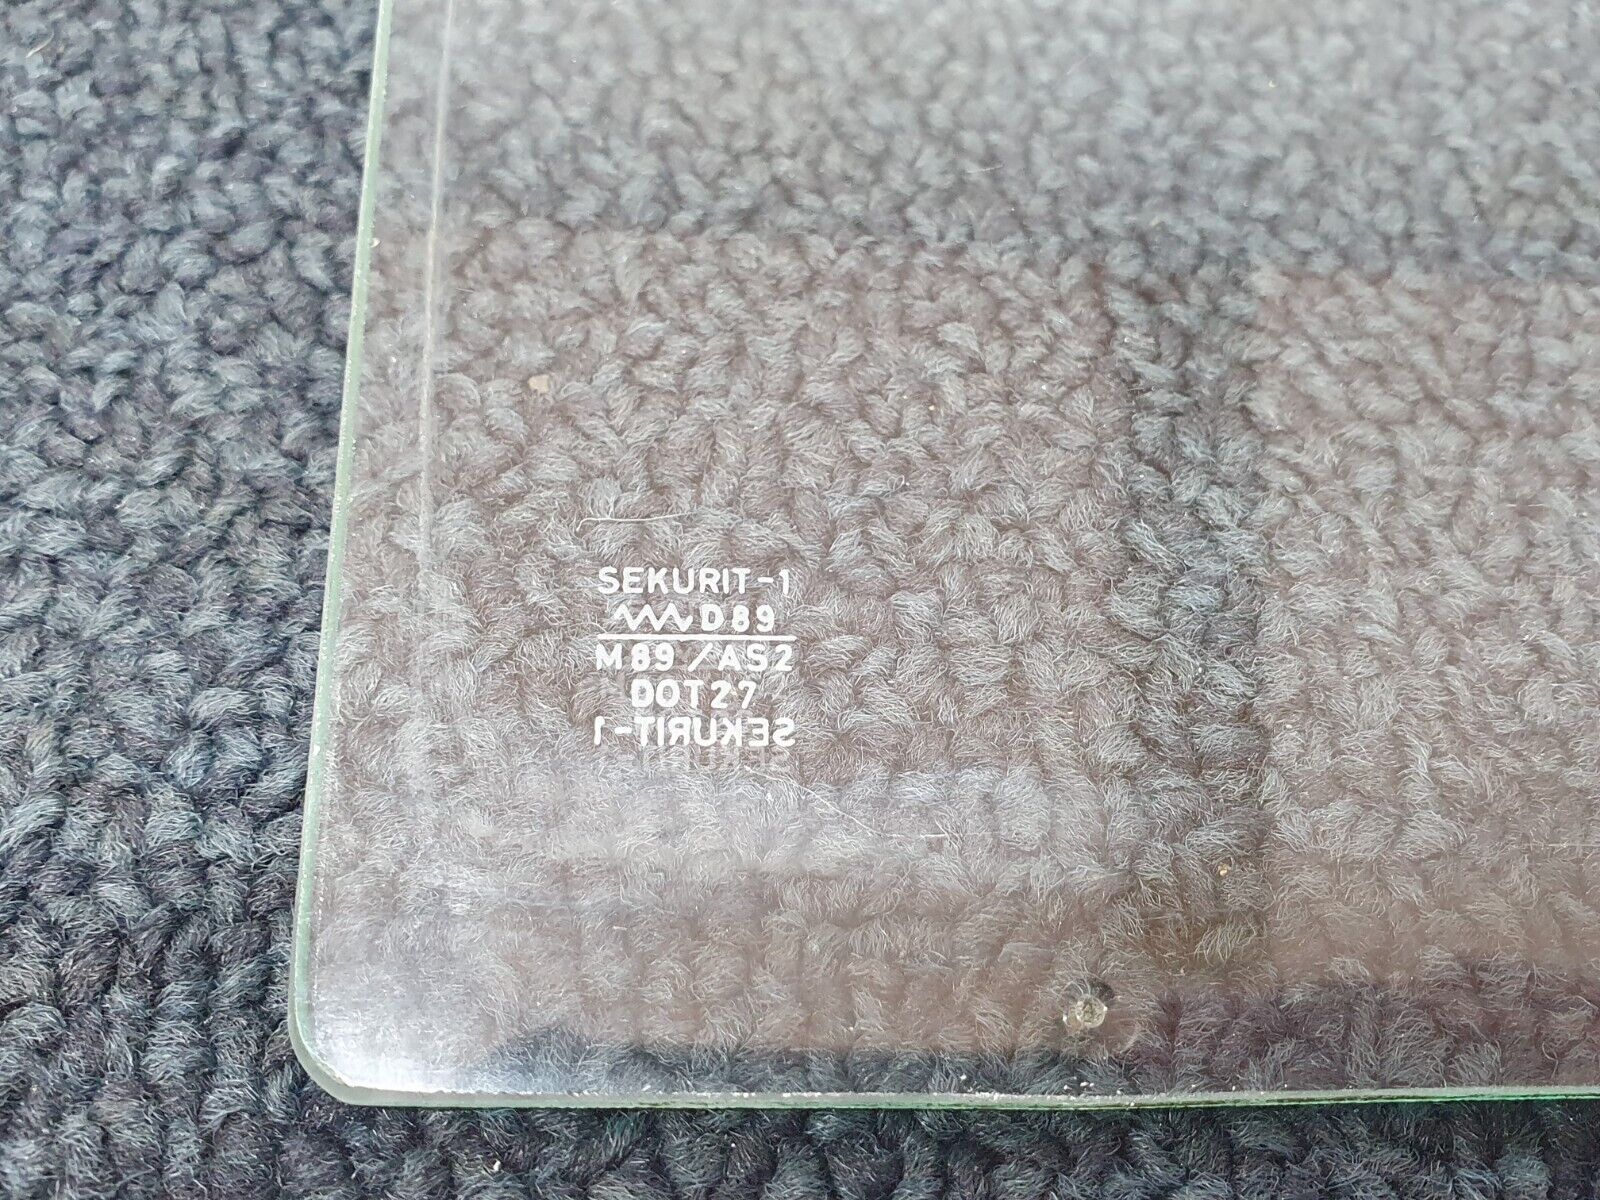 SEKURIT-1
D89
M89/AS2
DOT27
SEKURIT-1